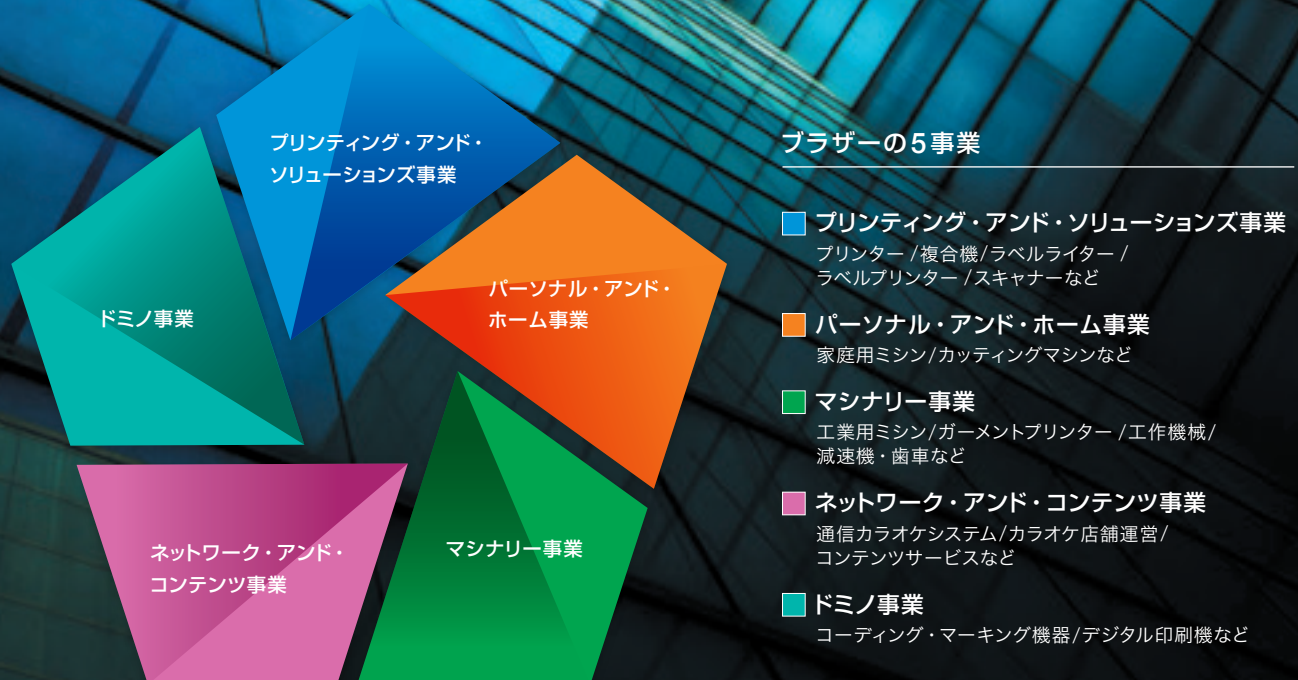 プリンティング・アンド・
ソリューションズ事業
パーソナル・アンド・
ホーム事業
ドミノ事業
ネットワーク・アンド・
コンテンツ事業
マシナリー事業
ブラザーの5事業
プリンティング・アンド・ソリューションズ事業
プリンター /複合機/ラベルライター /
ラベルプリンター /スキャナーなど
パーソナル・アンド・ホーム事業
家庭用ミシン/カッティングマシンなど
マシナリー事業
工業用ミシン/ガーメントプリンター /工作機械/
減速機・歯車など
ネットワーク・アンド・コンテンツ事業
通信カラオケシステム/カラオケ店舗運営/
コンテンツサービスなど
ドミノ事業
コーディング・マーキング機器/デジタル印刷機など